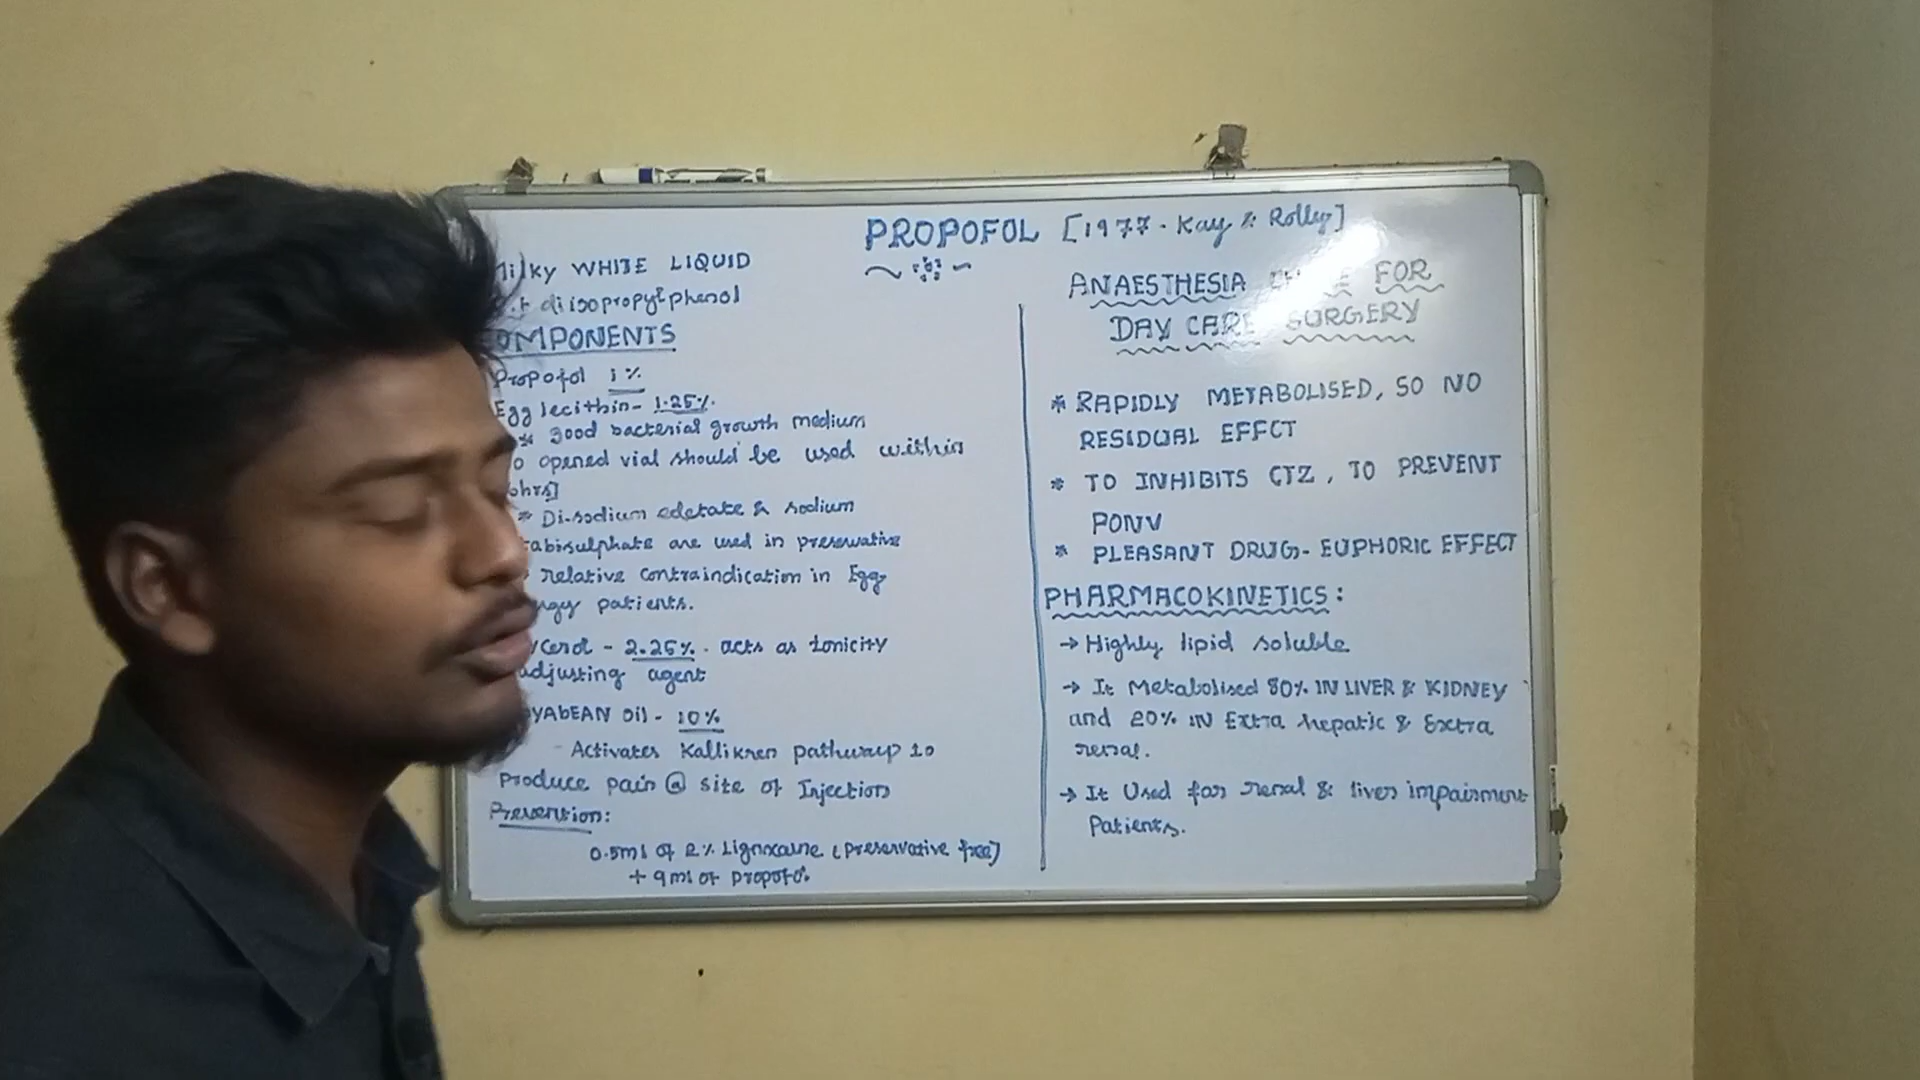 PROPOFOL [1977 - Kay & Rolly]
Milky WHITE LIQUID
di isopropyl phenol
COMPONENTS
Propofol 1%
Egg lecithin - 1.25%.
* Good bacterial growth medium
opened vial should be used within
hrs]
* Di-sodium edetate & sodium
are used in preservative
relative contraindication in Egg
patients.
- 2.25%. acts as tonicity
adjusting agent
Oil - 10%
- Activates Kallikren pathway to
Produce pain @ site of Injection
Prevention:
0.5ml of 2% Lignxaine (preservative free)
+ 9ml of propofol
ANAESTHESIA FOR
DAY CARE SURGERY
* RAPIDLY METABOLISED, SO NO
RESIDUAL EFFCT
* TO INHIBITS CTZ, TO PREVENT
PONV
* PLEASANT DRUG - EUPHORIC EFFECT
PHARMACOKINETICS :
→ Highly lipid soluble
→ It Metabolised 80% IN LIVER & KIDNEY
and 20% IN Extra hepatic & Extra
renal.
→ It Used for renal & liver impairment
Patients.